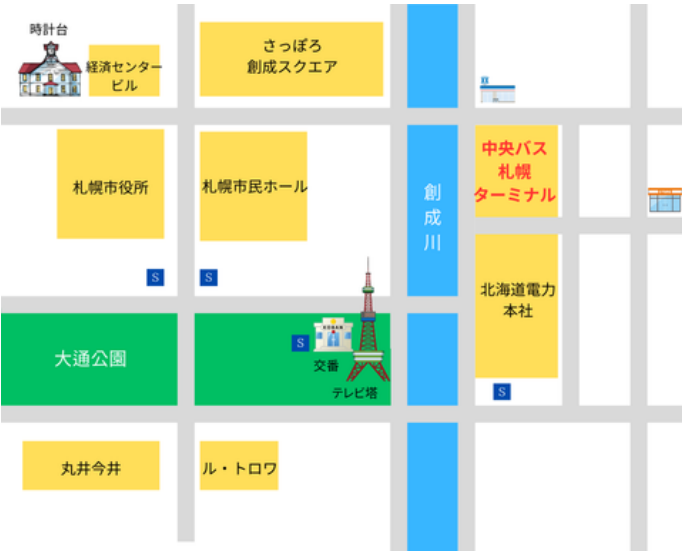 時計台
経済センター
ビル
さっぽろ
創成スクエア
札幌市役所
札幌市民ホール
創
成
川
中央バス
札幌
ターミナル
S
S
北海道電力
本社
大通公園
S
交番
テレビ塔
S
丸井今井
ル・トロワ